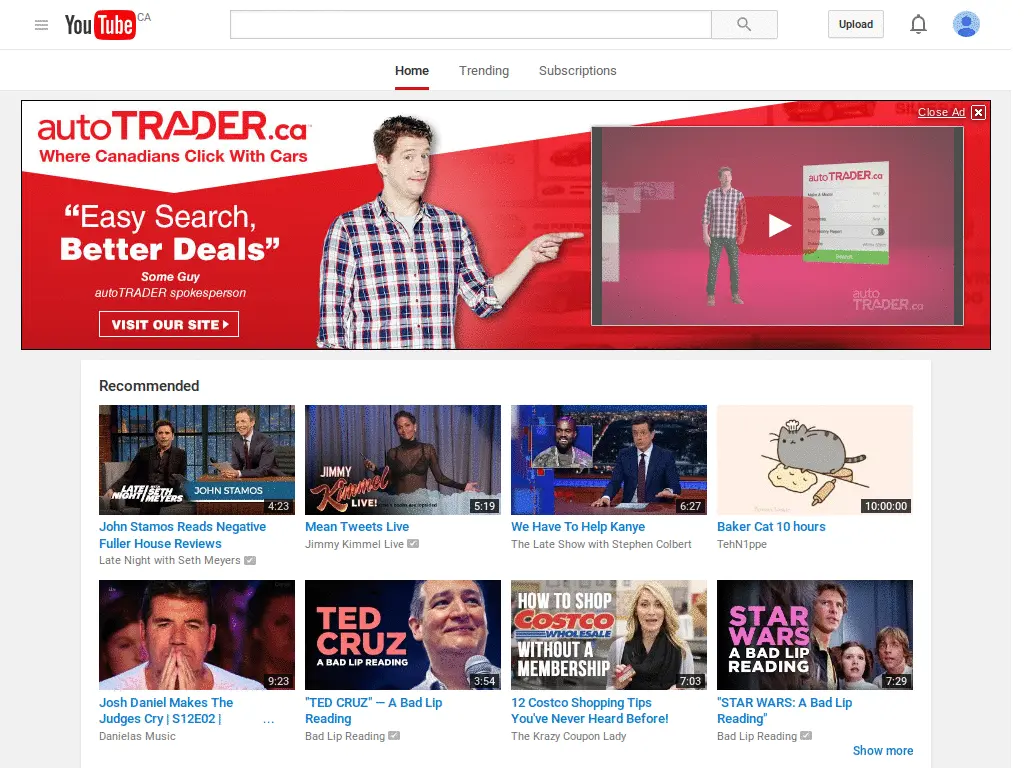 YouTube CA
Upload
Home Trending Subscriptions
autoTRADER.ca
Where Canadians Click With Cars
"Easy Search,
Better Deals"
Some Guy
autoTRADER spokesperson
VISIT OUR SITE
Close Ad
autoTRADER.ca
Search
auto
TRADER.ca
Recommended
LATE NIGHT SETH MEYERS
JOHN STAMOS
4:23
John Stamos Reads Negative
Fuller House Reviews
Late Night with Seth Meyers
JIMMY
Kimmel
LIVE!
5:19
Mean Tweets Live
Jimmy Kimmel Live
6:27
We Have To Help Kanye
The Late Show with Stephen Colbert
10:00:00
Baker Cat 10 hours
TehN1ppe
9:23
Josh Daniel Makes The
Judges Cry | S12E02 | ...
Danielas Music
TED
CRUZ
A BAD LIP READING
3:54
"TED CRUZ" — A Bad Lip
Reading
Bad Lip Reading
HOW TO SHOP
COSTCO
WHOLESALE
WITHOUT A
MEMBERSHIP
7:03
12 Costco Shopping Tips
You've Never Heard Before!
The Krazy Coupon Lady
STAR
WARS
A BAD LIP
READING
7:29
"STAR WARS: A Bad Lip
Reading"
Bad Lip Reading
Show more